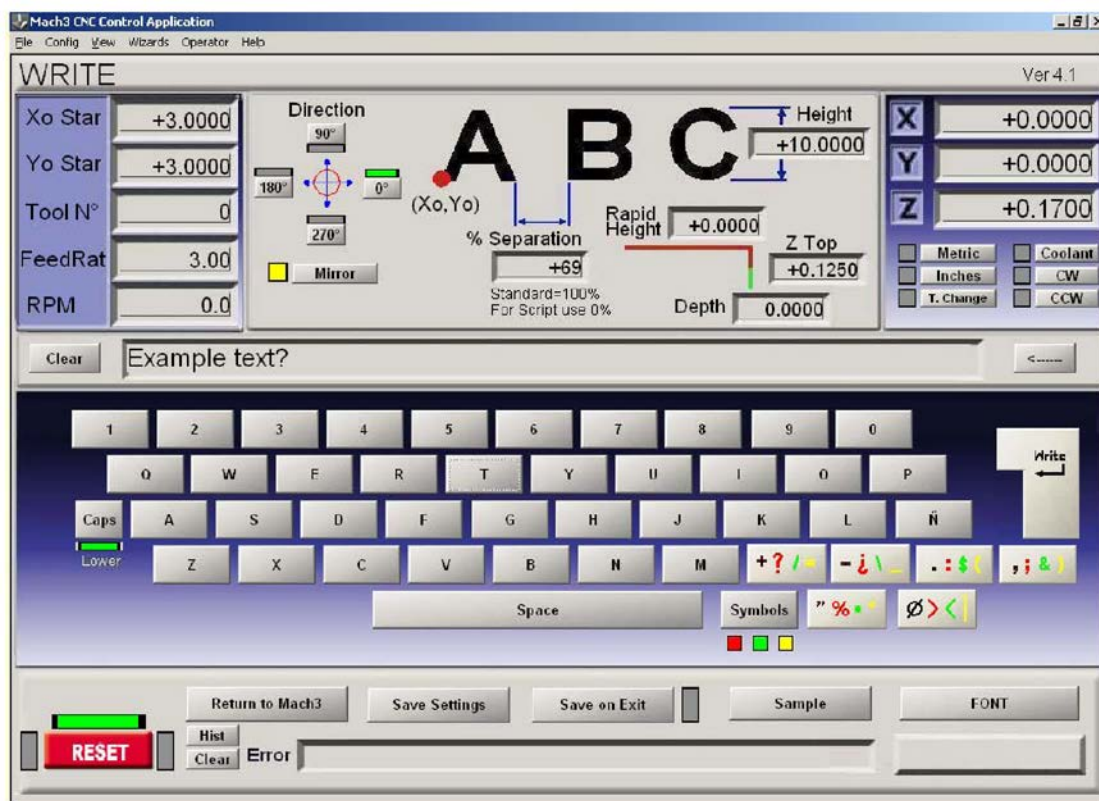 Mach3 CNC Control Application
File Config View Wizards Operator Help
WRITE
Ver 4.1
Xo Star +3.0000
Yo Star +3.0000
Tool N° 0
FeedRat 3.00
RPM 0.0
Direction
90°
180°
0°
270°
Mirror
A B C
(Xo,Yo)
% Separation
+69
Standard=100%
For Script use 0%
Height
+10.0000
Rapid
Height
+0.0000
Z Top
+0.1250
Depth 0.0000
X +0.0000
Y +0.0000
Z +0.1700
Metric Coolant
Inches CW
T. Change CCW
Clear Example text? <-----
1 2 3 4 5 6 7 8 9 0
Q W E R T Y U I O P
Write
Caps A S D F G H J K L Ñ
Lower
Z X C V B N M + ? / = - ¿ \ _ . : $ ( , ; & )
Space Symbols " % • * Ø > < |
Return to Mach3 Save Settings Save on Exit Sample FONT
RESET
Hist
Clear Error